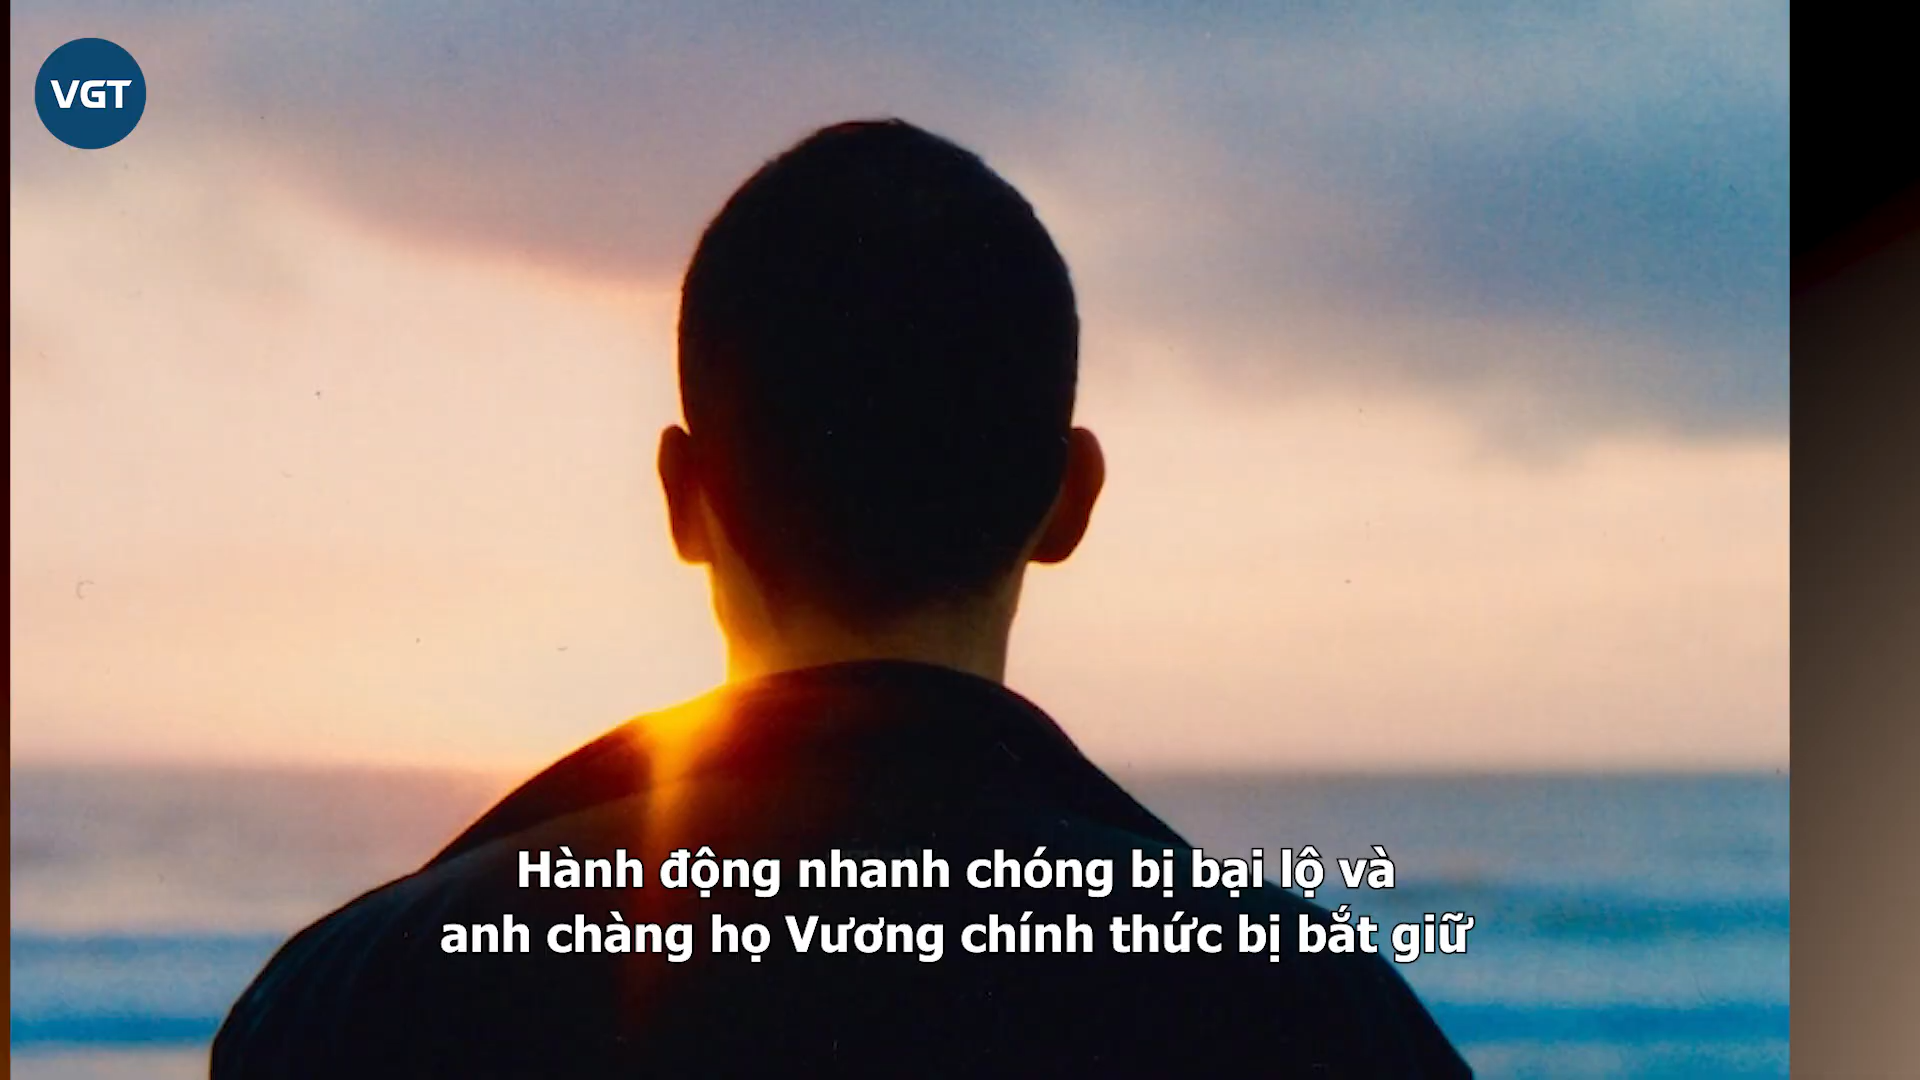 VGT
Hành động nhanh chóng bị bại lộ và
anh chàng họ Vương chính thức bị bắt giữ